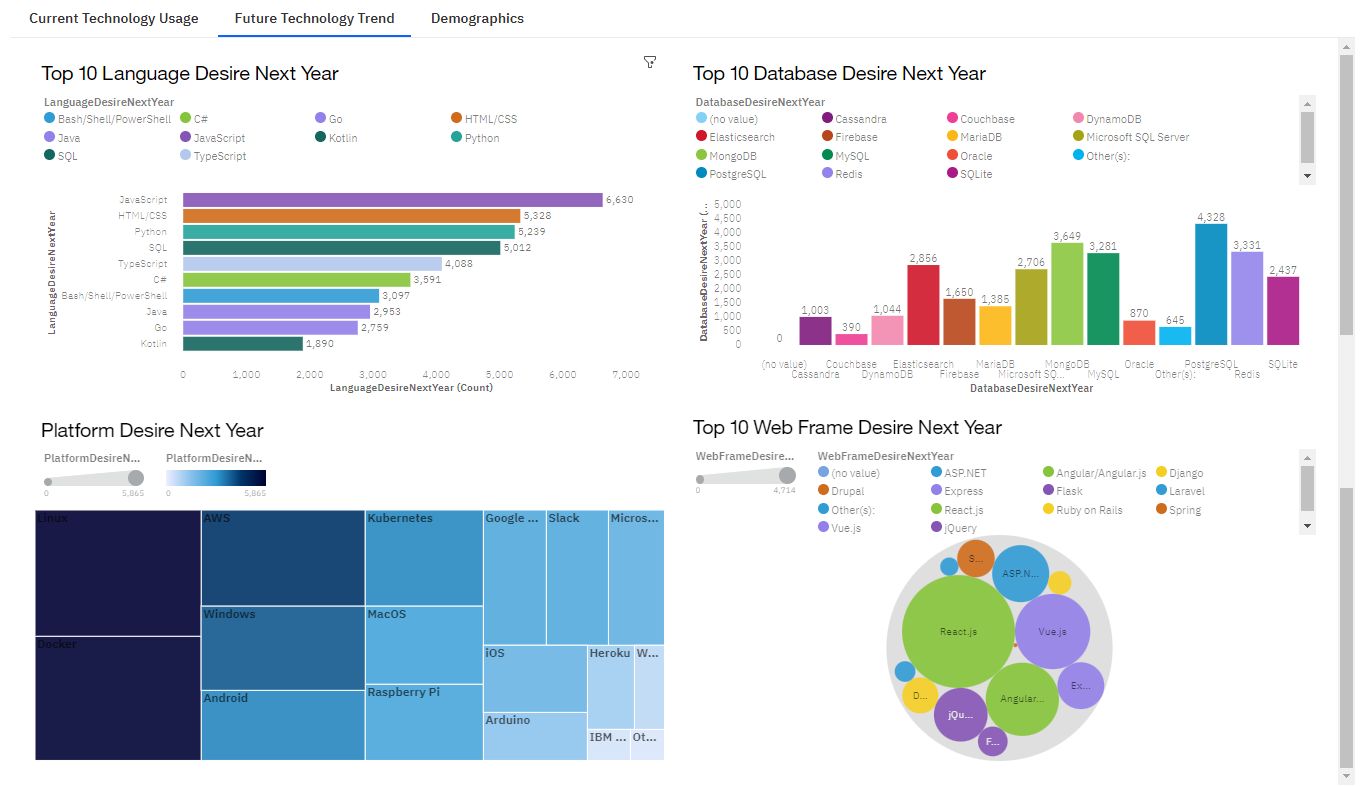 Current Technology Usage Future Technology Trend Demographics
Top 10 Language Desire Next Year
LanguageDesireNextYear
Bash/Shell/PowerShell C# Go HTML/CSS
Java JavaScript Kotlin Python
SQL TypeScript
LanguageDesireNextYear
JavaScript 6,630
HTML/CSS 5,328
Python 5,239
SQL 5,012
TypeScript 4,088
C# 3,591
Bash/Shell/PowerShell 3,097
Java 2,953
Go 2,759
Kotlin 1,890
0 1,000 2,000 3,000 4,000 5,000 6,000 7,000
LanguageDesireNextYear (Count)
Top 10 Database Desire Next Year
DatabaseDesireNextYear
(no value) Cassandra Couchbase DynamoDB
Elasticsearch Firebase MariaDB Microsoft SQL Server
MongoDB MySQL Oracle Other(s):
PostgreSQL Redis SQLite
DatabaseDesireNextYear (...
5,000
4,500
4,000
3,500
3,000
2,500
2,000
1,500
1,000
500
0
0 1,003 390 1,044 2,856 1,650 1,385 2,706 3,649 3,281 870 645 4,328 3,331 2,437
(no value) Couchbase Elasticsearch MariaDB MongoDB Oracle PostgreSQL SQLite
Cassandra DynamoDB Firebase Microsoft SQ... MySQL Other(s): Redis
DatabaseDesireNextYear
Platform Desire Next Year
PlatformDesireN... PlatformDesireN...
0 5,865 0 5,865
Linux AWS Kubernetes Google ... Slack Micros...
Windows MacOS
Docker
iOS Heroku W...
Android Raspberry Pi
Arduino
IBM ... Ot...
Top 10 Web Frame Desire Next Year
WebFrameDesire... WebFrameDesireNextYear
0 4,714
(no value) ASP.NET Angular/Angular.js Django
Drupal Express Flask Laravel
Other(s): React.js Ruby on Rails Spring
Vue.js jQuery
S...
ASP.N...
React.js Vue.js
Ex...
D... Angular...
jQu...
F...